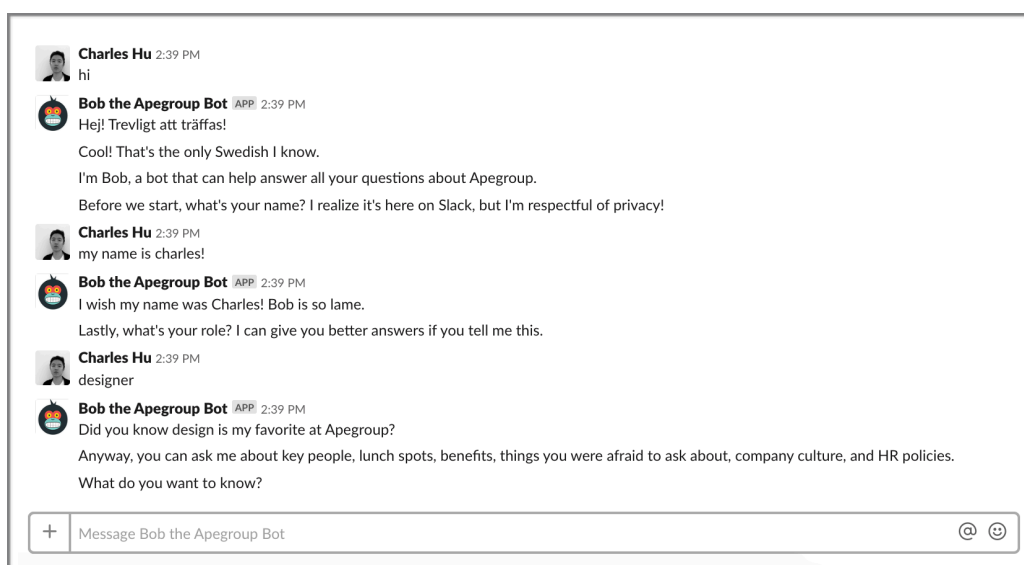 Charles Hu 2:39 PM
hi
Bob the Apegroup Bot APP 2:39 PM
Hej! Trevligt att träffas!
Cool! That's the only Swedish I know.
I'm Bob, a bot that can help answer all your questions about Apegroup.
Before we start, what's your name? I realize it's here on Slack, but I'm respectful of privacy!
Charles Hu 2:39 PM
my name is charles!
Bob the Apegroup Bot APP 2:39 PM
I wish my name was Charles! Bob is so lame.
Lastly, what's your role? I can give you better answers if you tell me this.
Charles Hu 2:39 PM
designer
Bob the Apegroup Bot APP 2:39 PM
Did you know design is my favorite at Apegroup?
Anyway, you can ask me about key people, lunch spots, benefits, things you were afraid to ask about, company culture, and HR policies.
What do you want to know?
+ Message Bob the Apegroup Bot @